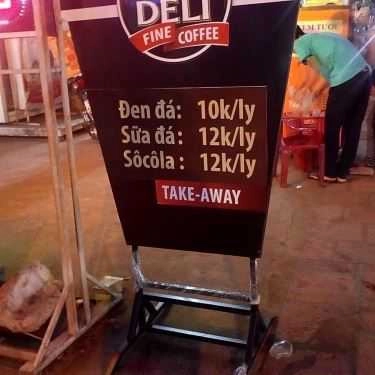 DELI
FINE COFFEE
Đen đá: 10k/ly
Sữa đá: 12k/ly
Sôcôla: 12k/ly
TAKE-AWAY